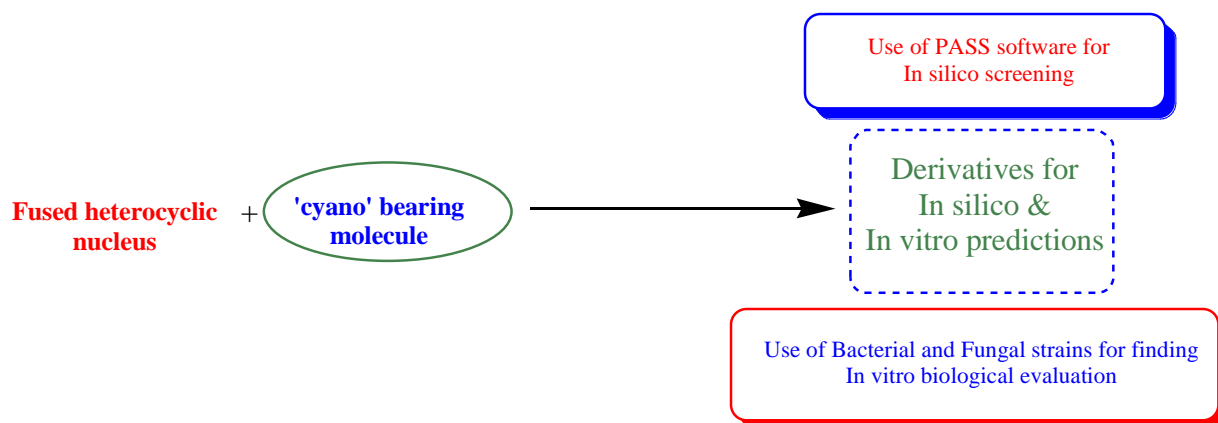 Use of PASS software for
In silico screening
Fused heterocyclic
nucleus
+
'cyano' bearing
molecule
Derivatives for
In silico &
In vitro predictions
Use of Bacterial and Fungal strains for finding
In vitro biological evaluation